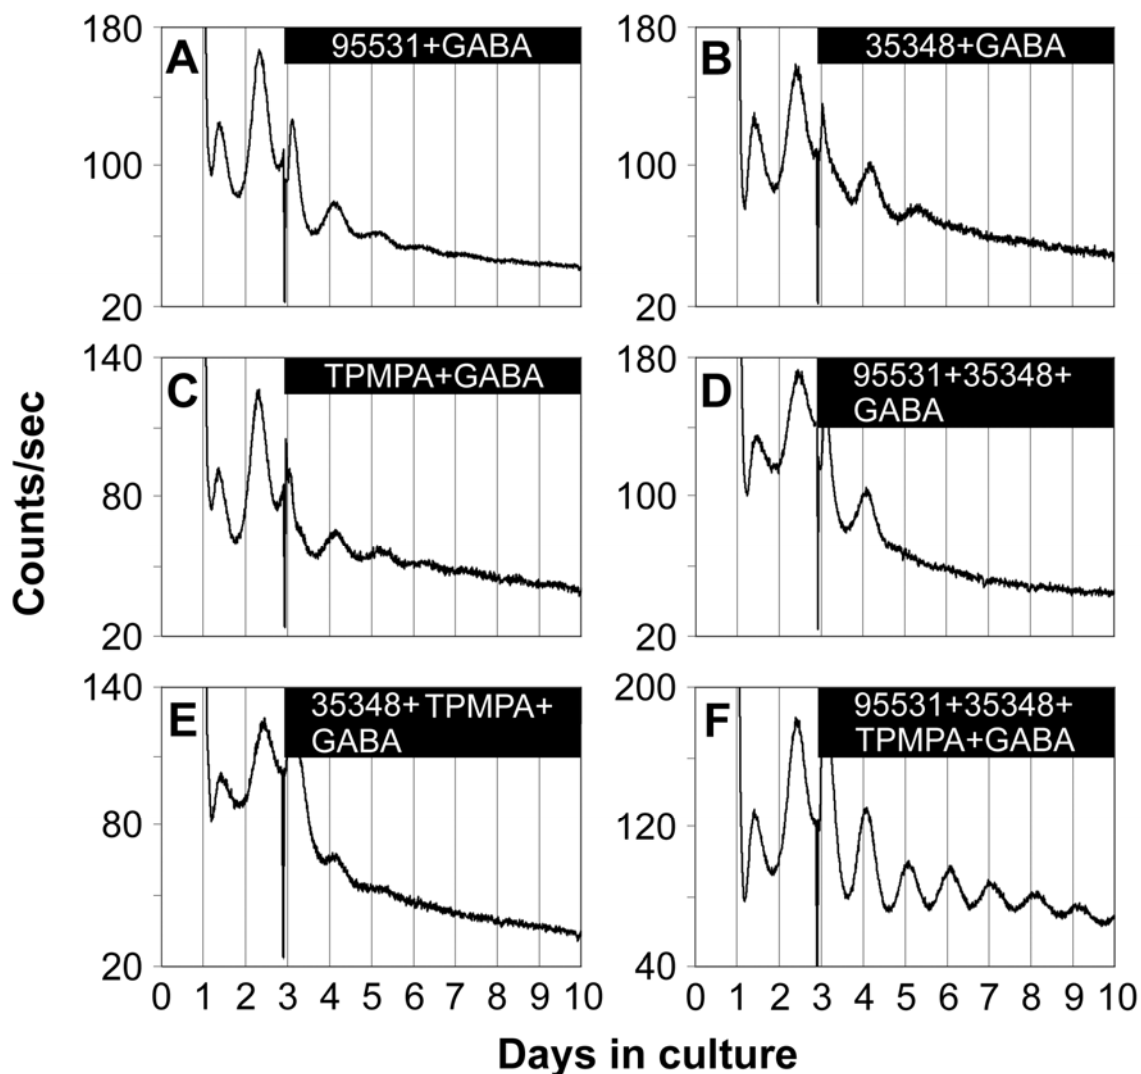 A
95531+GABA
180
100
20
B
35348+GABA
180
100
20
C
TPMPA+GABA
140
80
20
D
95531+35348+
GABA
180
100
20
E
35348+TPMPA+
GABA
140
80
20
0 1 2 3 4 5 6 7 8 9 10
F
95531+35348+
TPMPA+GABA
200
120
40
0 1 2 3 4 5 6 7 8 9 10
Counts/sec
Days in culture